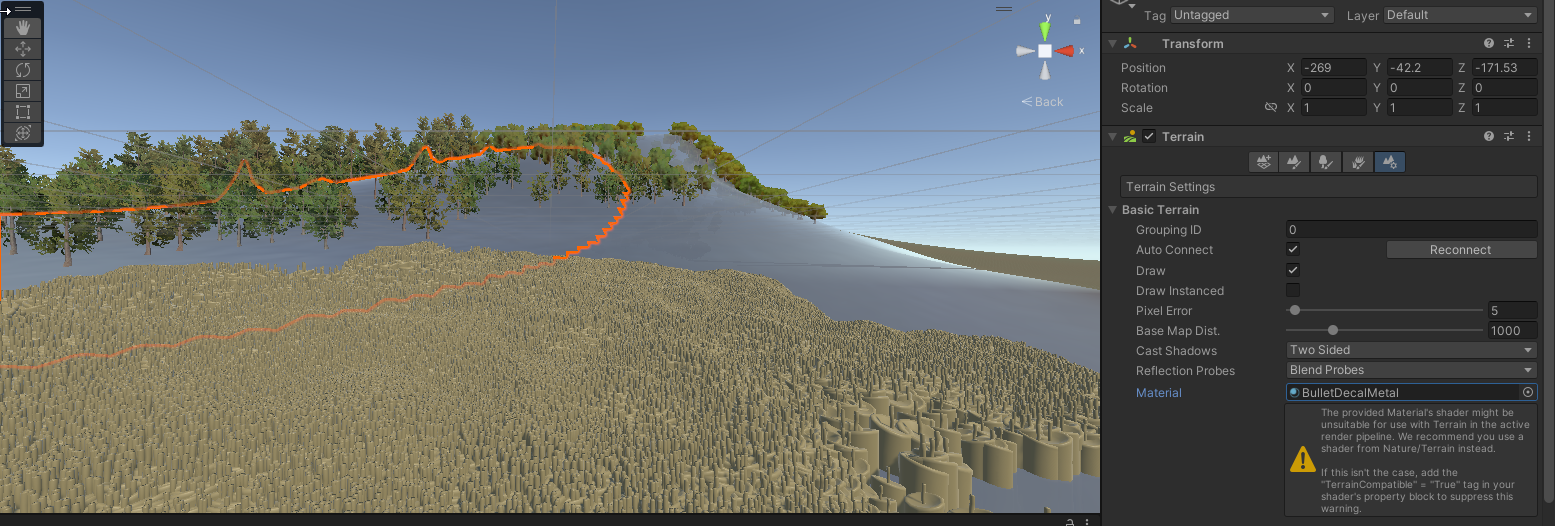 y
x
Back
Tag Untagged Layer Default
Transform
Position X -269 Y -42.2 Z -171.53
Rotation X 0 Y 0 Z 0
Scale X 1 Y 1 Z 1
Terrain
Terrain Settings
Basic Terrain
Grouping ID 0
Auto Connect Reconnect
Draw
Draw Instanced
Pixel Error 5
Base Map Dist. 1000
Cast Shadows Two Sided
Reflection Probes Blend Probes
Material BulletDecalMetal
The provided Material's shader might be
unsuitable for use with Terrain in the active
render pipeline. We recommend you use a
shader from Nature/Terrain instead.
If this isn't the case, add the
"TerrainCompatible" = "True" tag in your
shader's property block to suppress this
warning.